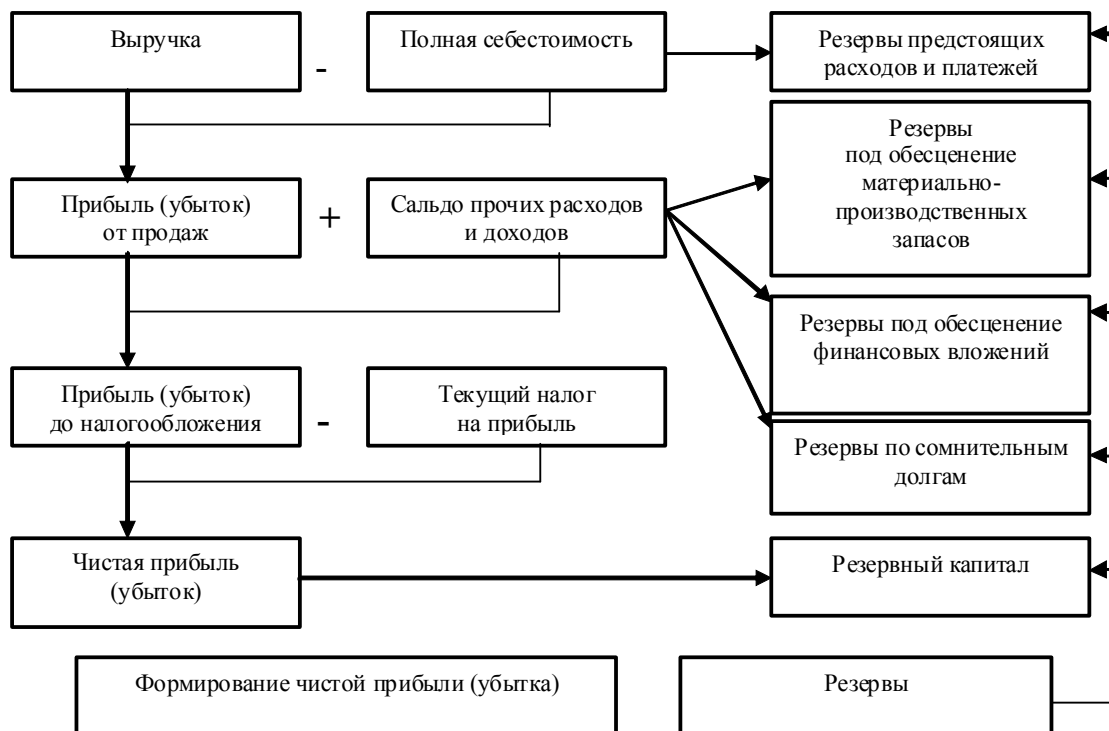 Выручка
-
Полная себестоимость
Резервы предстоящих
расходов и платежей
Резервы
под обесценение
материально-
производственных
запасов
Прибыль (убыток)
от продаж
+
Сальдо прочих расходов
и доходов
Резервы под обесценение
финансовых вложений
Прибыль (убыток)
до налогообложения
-
Текущий налог
на прибыль
Резервы по сомнительным
долгам
Чистая прибыль
(убыток)
Резервный капитал
Формирование чистой прибыли (убытка)
Резервы